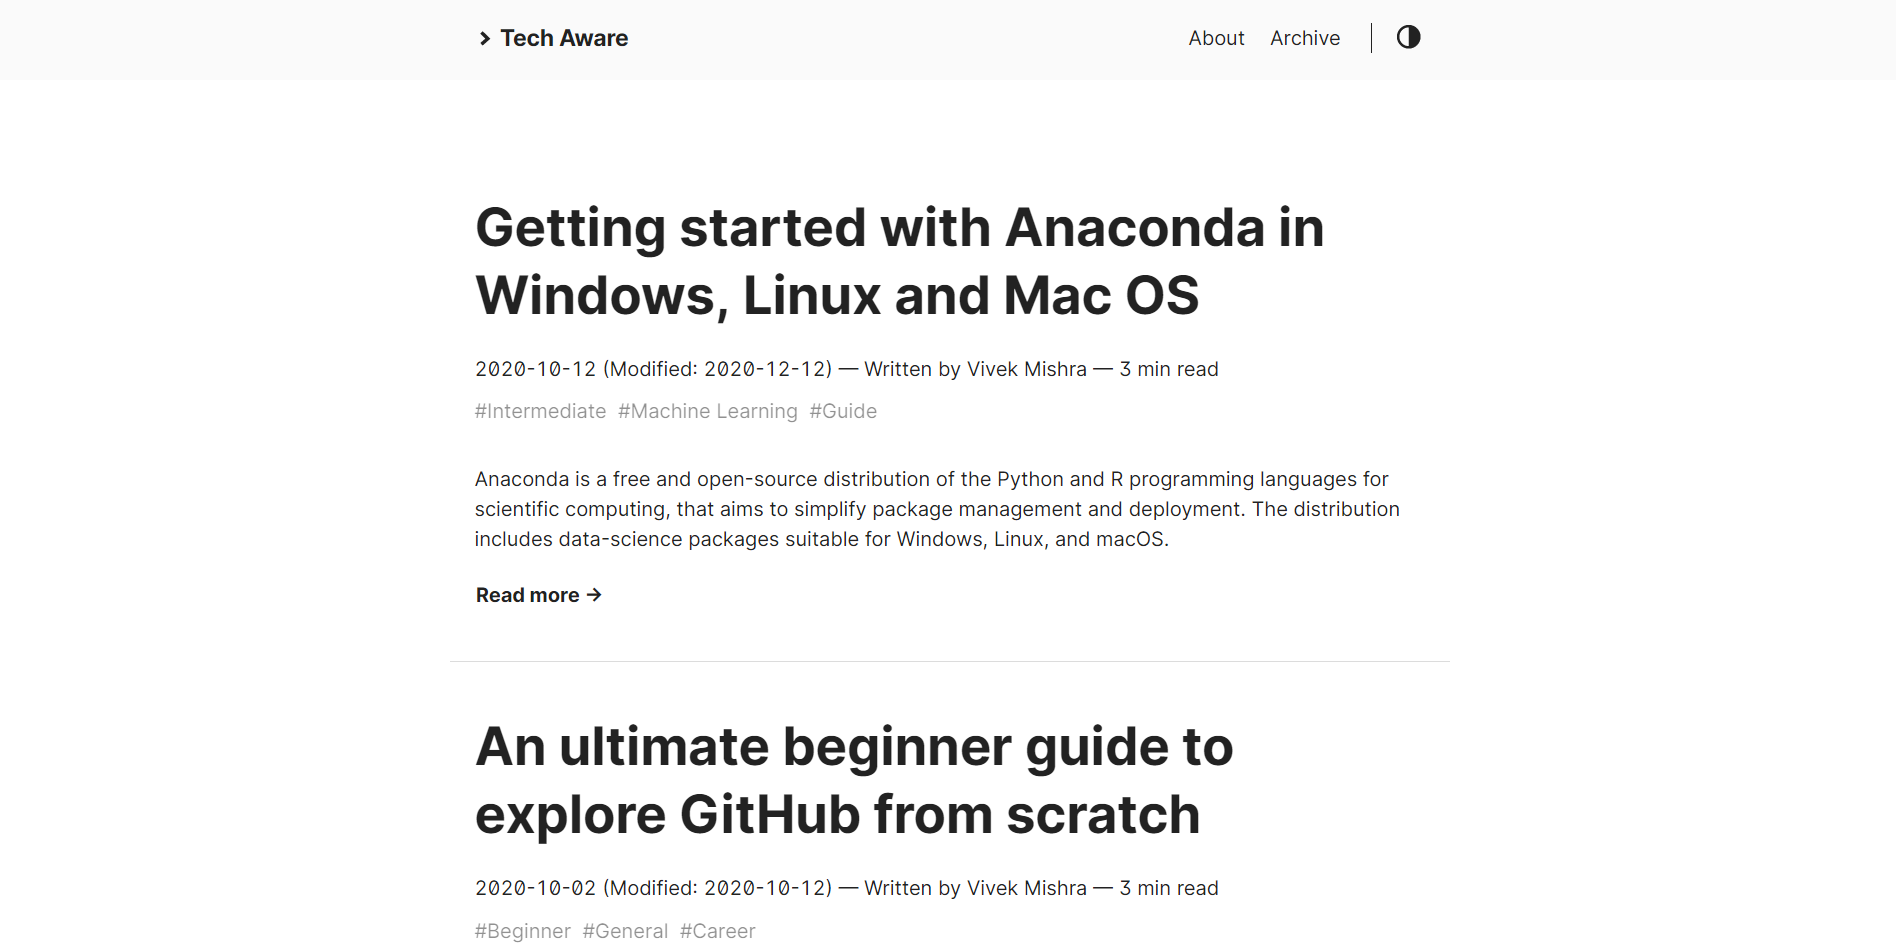 Tech Aware
About Archive
Getting started with Anaconda in
Windows, Linux and Mac OS
2020-10-12 (Modified: 2020-12-12) — Written by Vivek Mishra — 3 min read
#Intermediate #Machine Learning #Guide
Anaconda is a free and open-source distribution of the Python and R programming languages for
scientific computing, that aims to simplify package management and deployment. The distribution
includes data-science packages suitable for Windows, Linux, and macOS.
Read more →
An ultimate beginner guide to
explore GitHub from scratch
2020-10-02 (Modified: 2020-10-12) — Written by Vivek Mishra — 3 min read
#Beginner #General #Career